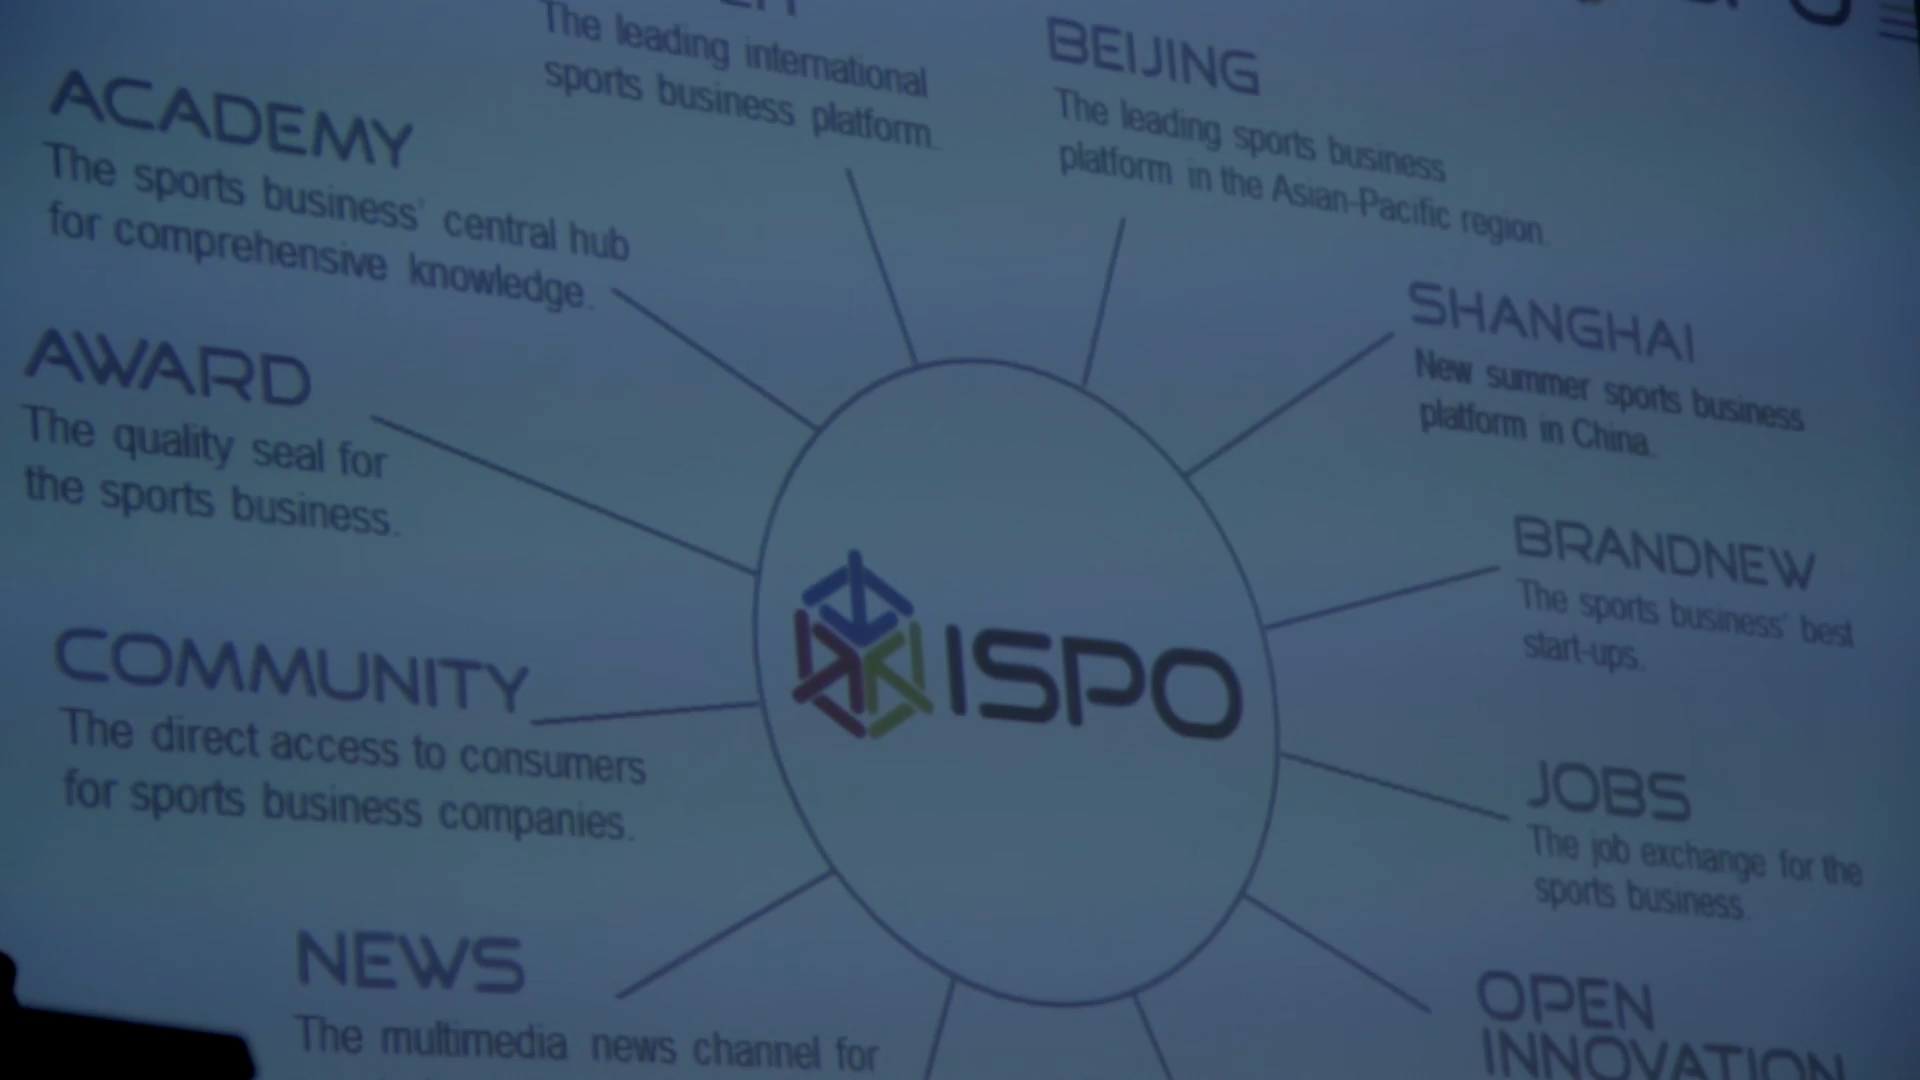 The leading international
sports business platform.
BEIJING
The leading sports business
platform in the Asian-Pacific region.
ACADEMY
The sports business' central hub
for comprehensive knowledge.
SHANGHAI
New summer sports business
platform in China.
AWARD
The quality seal for
the sports business.
BRANDNEW
The sports business' best
start-ups.
ISPO
COMMUNITY
The direct access to consumers
for sports business companies.
JOBS
The job exchange for the
sports business.
NEWS
The multimedia news channel for
OPEN
INNOVATION